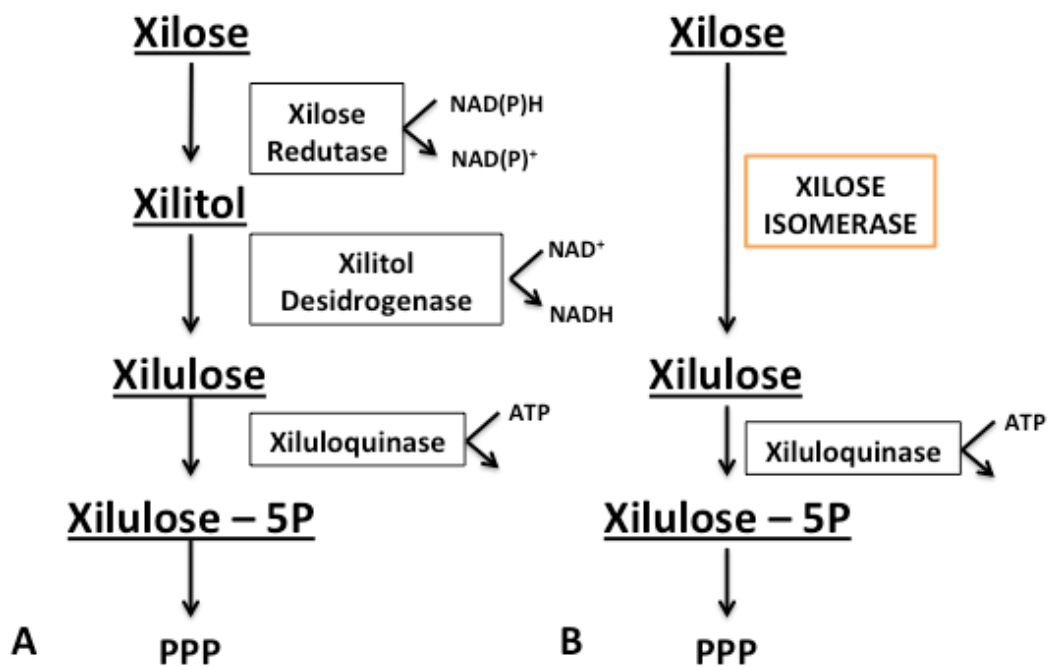 Xilose
Xilose
Redutase
NAD(P)H
NAD(P)⁺
Xilitol
Xilitol
Desidrogenase
NAD⁺
NADH
Xilulose
Xiluloquinase
ATP
Xilulose – 5P
PPP
A
Xilose
XILOSE
ISOMERASE
Xilulose
Xiluloquinase
ATP
Xilulose – 5P
PPP
B